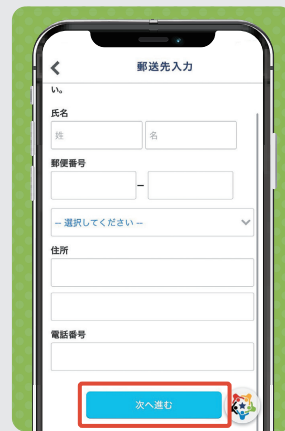 郵送先入力
い。
氏名
姓
名
郵便番号
–
-- 選択してください --
住所
電話番号
次へ進む